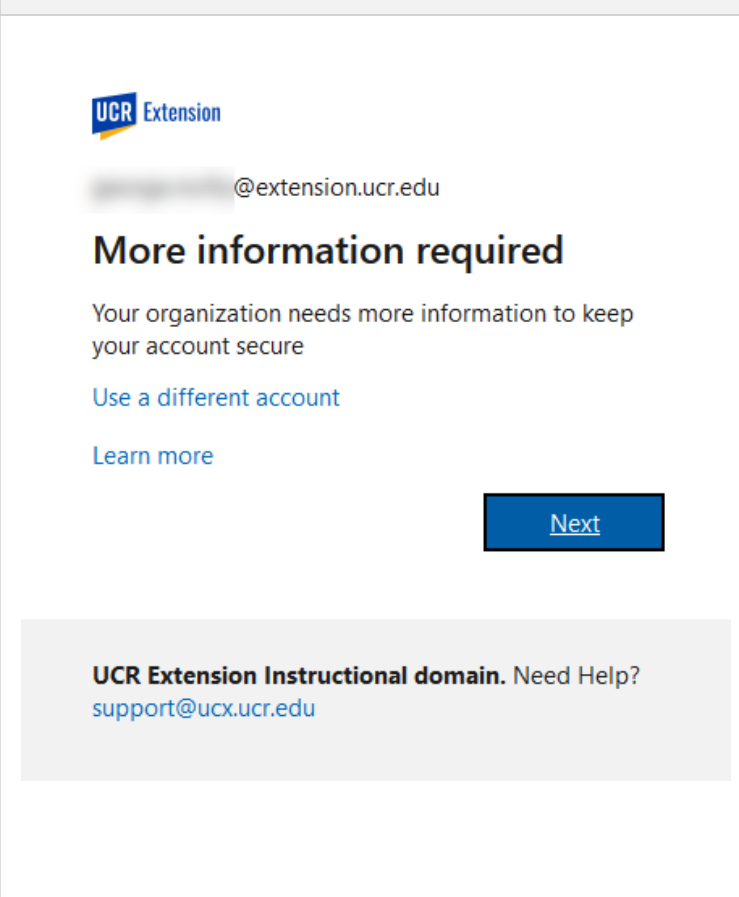 UCR Extension
@extension.ucr.edu
More information required
Your organization needs more information to keep
your account secure
Use a different account
Learn more
Next
UCR Extension Instructional domain. Need Help?
support@ucx.ucr.edu